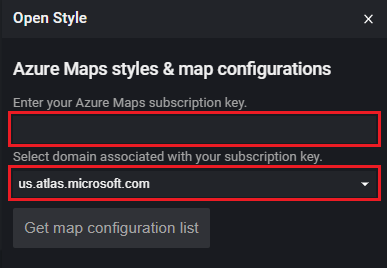 Open Style
Azure Maps styles & map configurations
Enter your Azure Maps subscription key.
Select domain associated with your subscription key.
us.atlas.microsoft.com
Get map configuration list